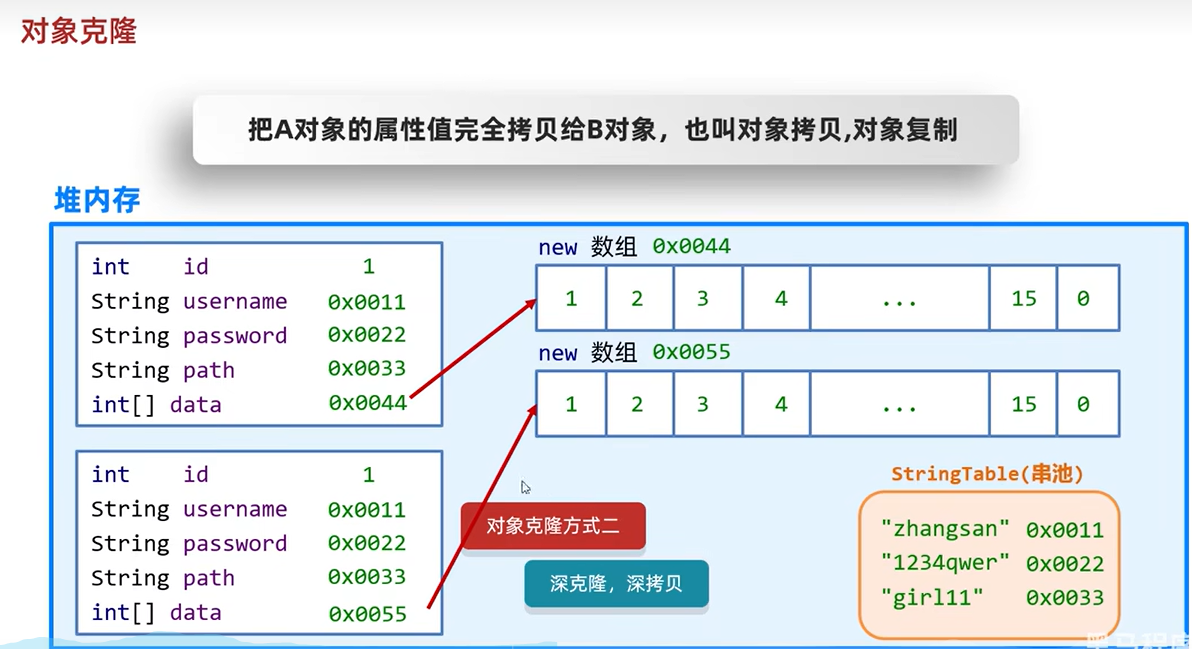 对象克隆
把A对象的属性值完全拷贝给B对象，也叫对象拷贝,对象复制
堆内存
int id 1
String username 0x0011
String password 0x0022
String path 0x0033
int[] data 0x0044
new 数组 0x0044
1 2 3 4 ... 15 0
new 数组 0x0055
1 2 3 4 ... 15 0
int id 1
String username 0x0011
String password 0x0022
String path 0x0033
int[] data 0x0055
对象克隆方式二
深克隆，深拷贝
StringTable(串池)
"zhangsan" 0x0011
"1234qwer" 0x0022
"girl11" 0x0033